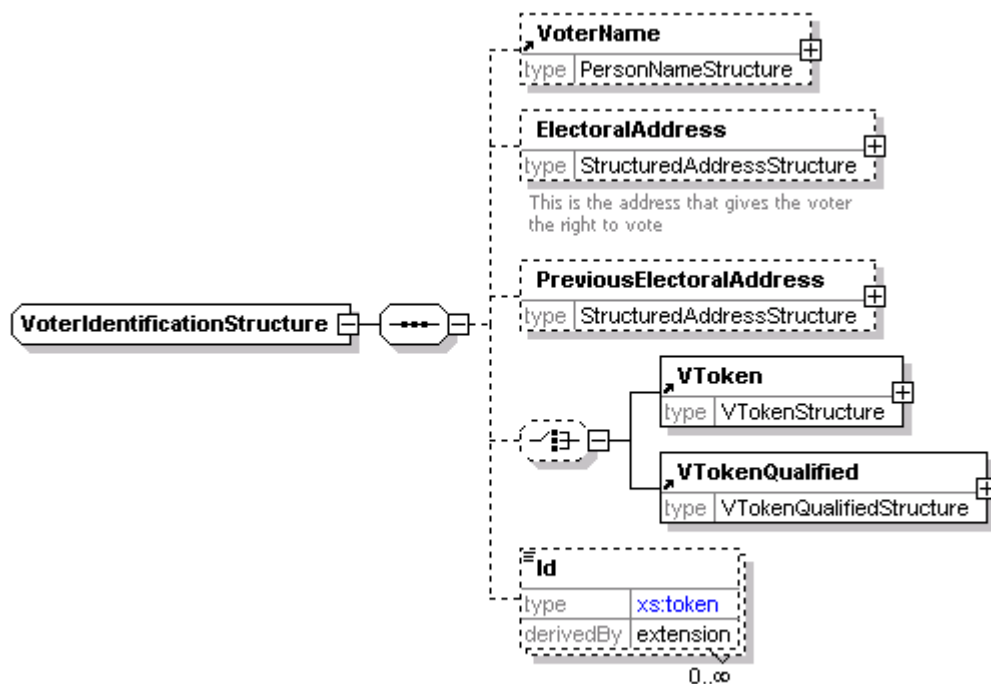 VoterName
type PersonNameStructure
ElectoralAddress
type StructuredAddressStructure
This is the address that gives the voter
the right to vote
PreviousElectoralAddress
type StructuredAddressStructure
VoterIdentificationStructure
VToken
type VTokenStructure
VTokenQualified
type VTokenQualifiedStructure
Id
type xs:token
derivedBy extension
0..∞